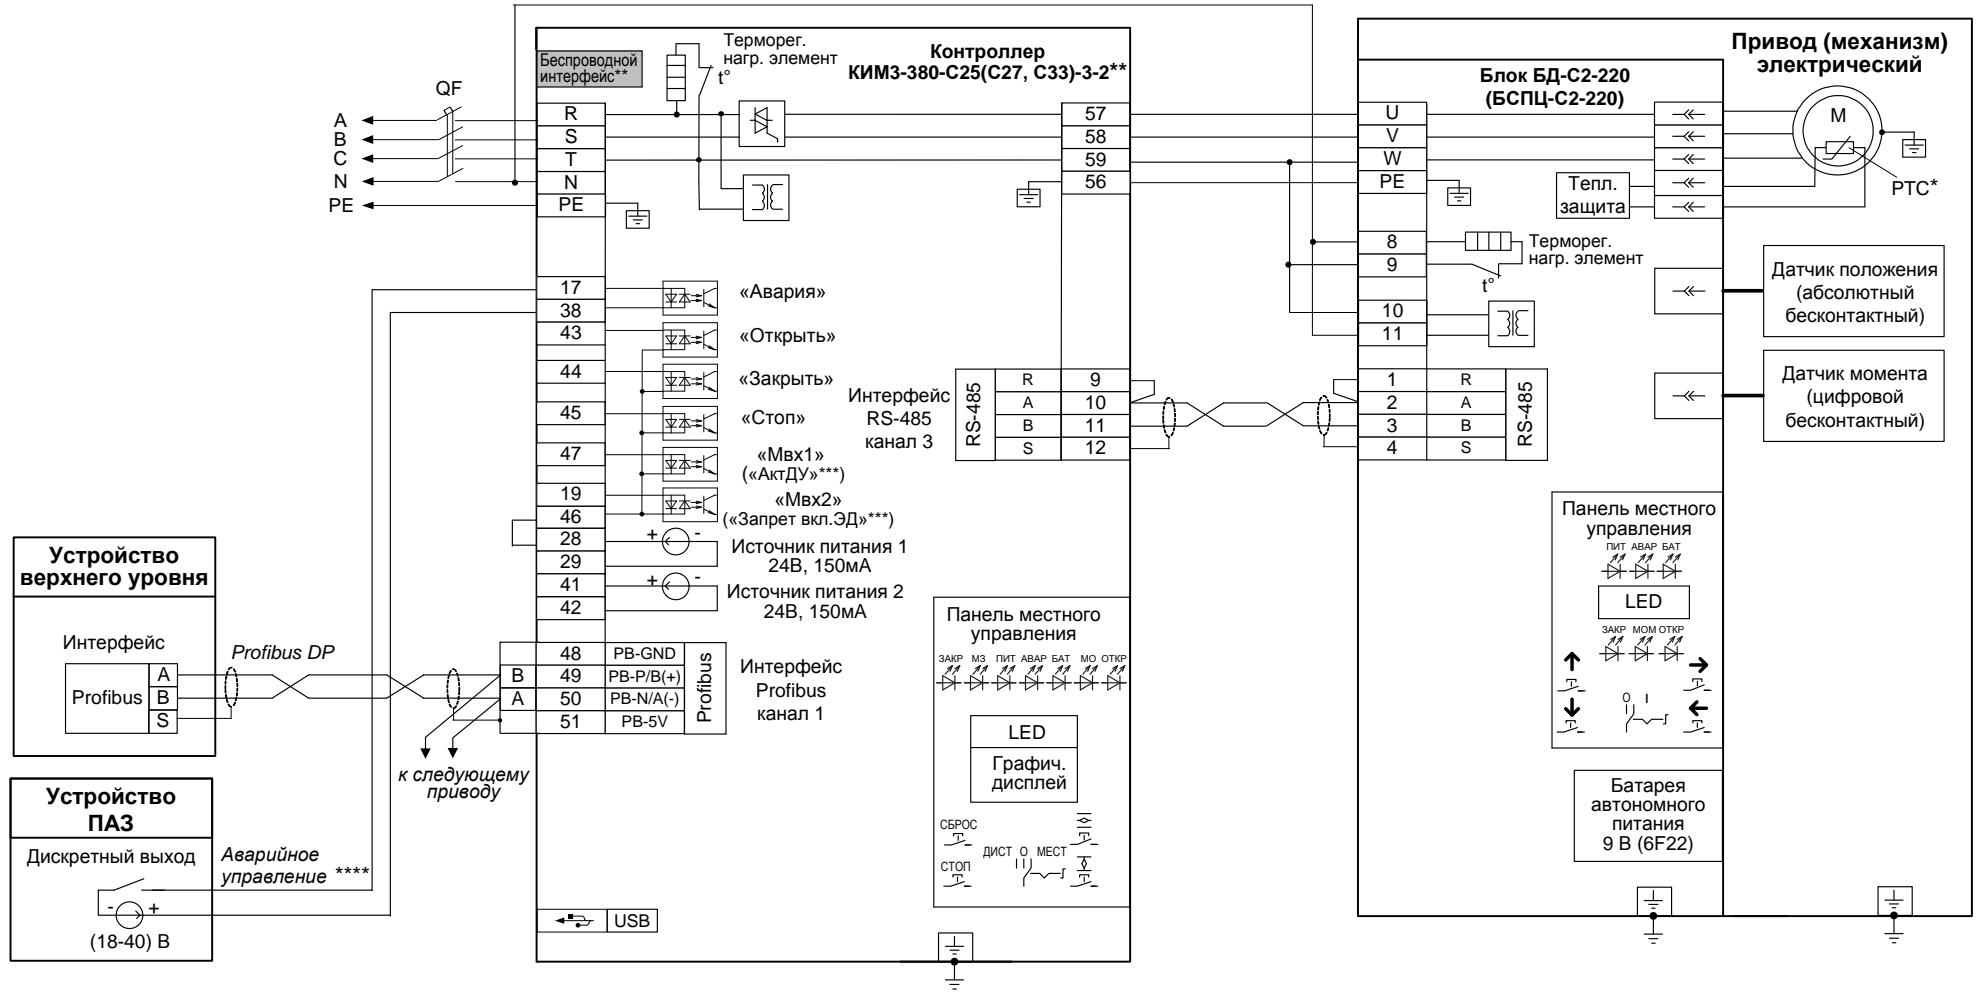 QF
A
B
C
N
PE
Беспроводной
интерфейс**
Терморег.
нагр. элемент
t°
Контроллер
КИМ3-380-С25(С27, С33)-3-2**
R
S
T
N
PE
57
58
59
56
17
38
43
44
45
47
19
46
28
29
41
42
«Авария»
«Открыть»
«Закрыть»
«Стоп»
«Мвх1»
(«АктДУ»***)
«Мвх2»
(«Запрет вкл.ЭД»***)
+ -
Источник питания 1
24В, 150мА
+ -
Источник питания 2
24В, 150мА
B
A
48 PB-GND
49 PB-P/B(+)
50 PB-N/A(-)
51 PB-5V
Profibus
Интерфейс
Profibus
канал 1
Интерфейс
RS-485
канал 3
RS-485
R 9
A 10
B 11
S 12
Панель местного
управления
ЗАКР МЗ ПИТ АВАР БАТ МО ОТКР
LED
Графич.
дисплей
СБРОС
СТОП
ДИСТ О МЕСТ
USB
Устройство
верхнего уровня
Интерфейс
Profibus
A
B
S
Profibus DP
к следующему
приводу
Устройство
ПАЗ
Дискретный выход
- +
(18-40) В
Аварийное
управление ****
Привод (механизм)
электрический
Блок БД-С2-220
(БСПЦ-С2-220)
U
V
W
PE
8
9
10
11
1 R
2 A
3 B
4 S
RS-485
Тепл.
защита
M
PTC*
Терморег.
нагр. элемент
t°
Датчик положения
(абсолютный
бесконтактный)
Датчик момента
(цифровой
бесконтактный)
Панель местного
управления
ПИТ АВАР БАТ
LED
ЗАКР МОМ ОТКР
O I
Батарея
автономного
питания
9 В (6F22)